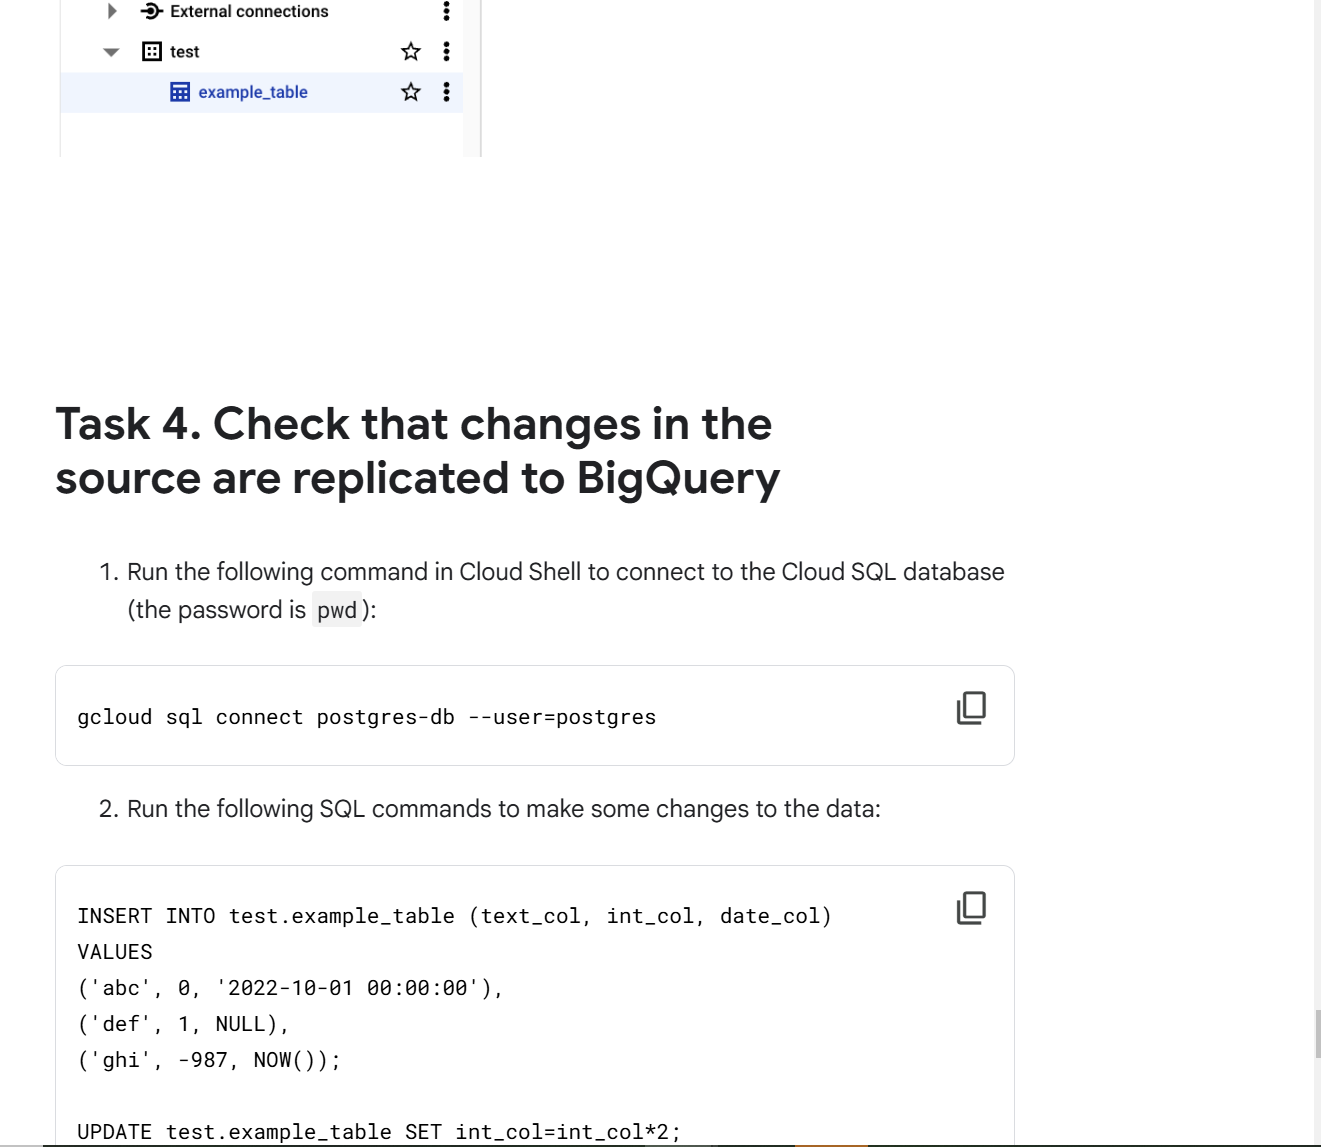 External connections
test
example_table
Task 4. Check that changes in the
source are replicated to BigQuery
1. Run the following command in Cloud Shell to connect to the Cloud SQL database
(the password is pwd):
gcloud sql connect postgres-db --user=postgres
2. Run the following SQL commands to make some changes to the data:
INSERT INTO test.example_table (text_col, int_col, date_col)
VALUES
('abc', 0, '2022-10-01 00:00:00'),
('def', 1, NULL),
('ghi', -987, NOW());
UPDATE test.example_table SET int_col=int_col*2;